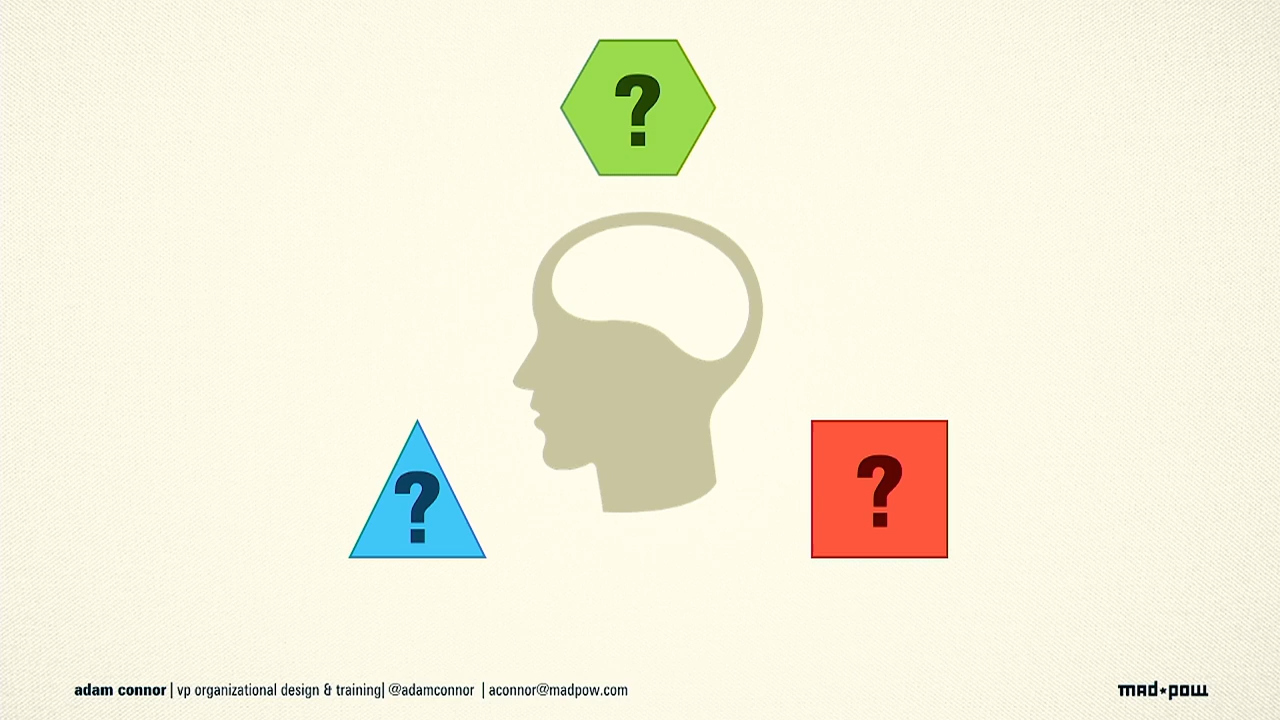 ?
? ?
adam connor | vp organizational design & training| @adamconnor | aconnor@madpow.com
mad*pow